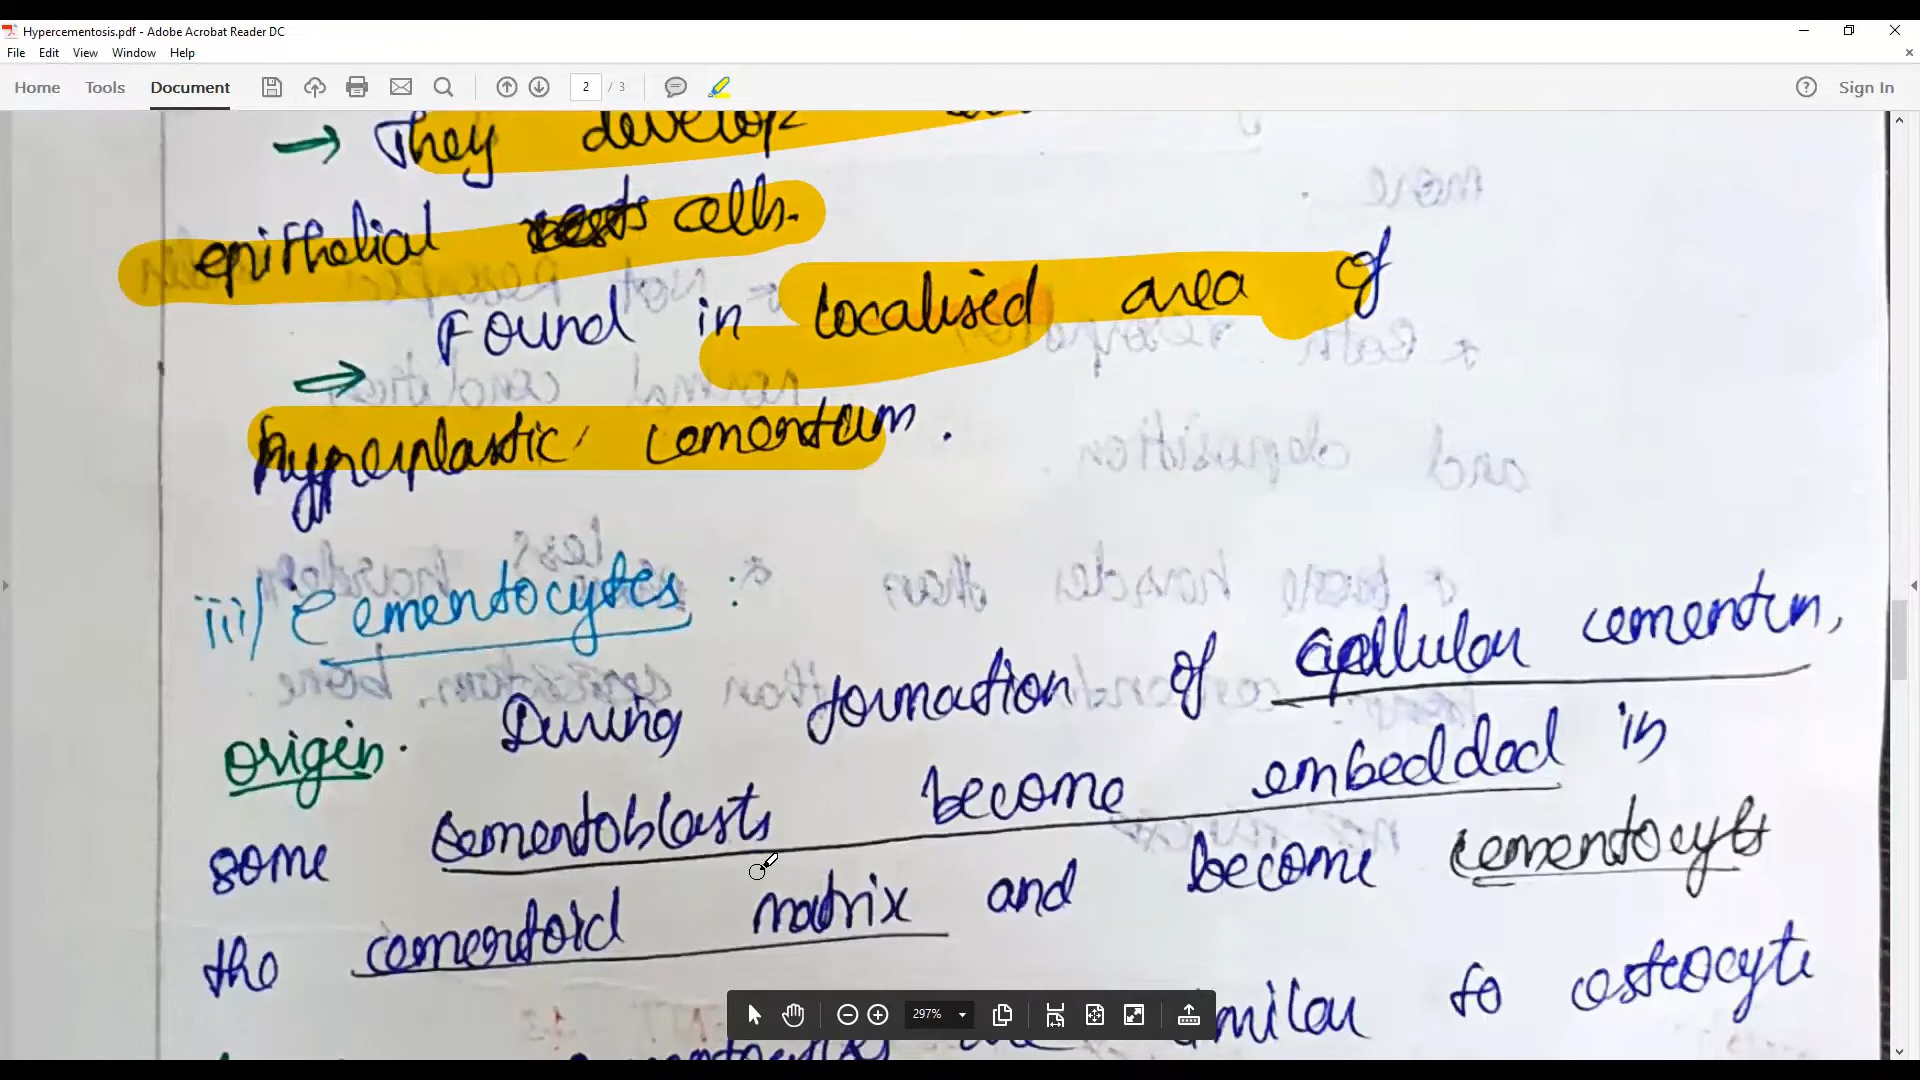 Hypercementosis.pdf - Adobe Acrobat Reader DC
File Edit View Window Help
Home Tools Document 2 / 3 Sign In
→ They develop
epithelial rests cells.
→ Found in localised area of
hyperplastic cementum.
iii) Cementocytes :
origin. During formation of cellular cementum,
some cementoblasts become embedded in
the cementoid matrix and become cementocyts
similar to osteocyte
297%